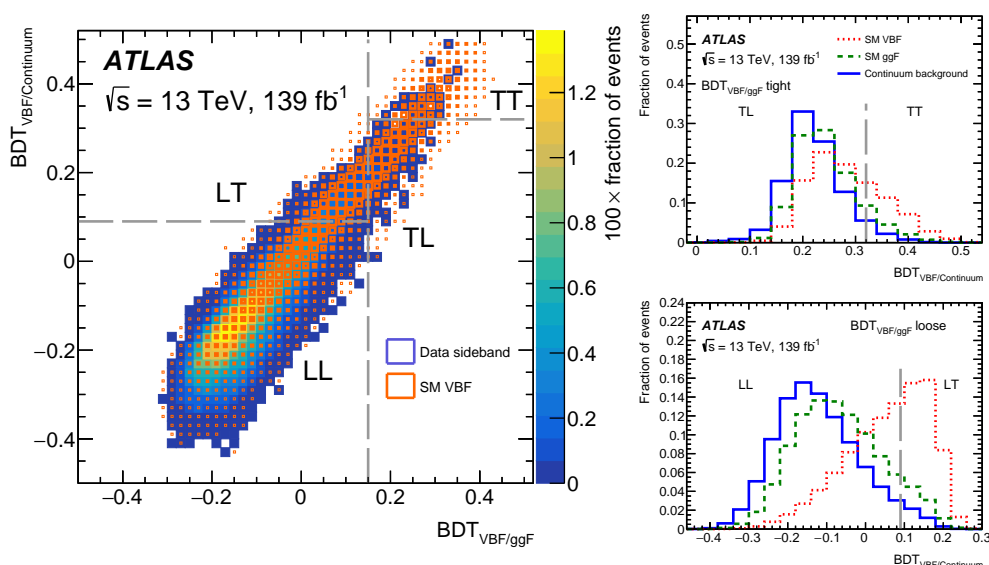 ATLAS
√s = 13 TeV, 139 fb⁻¹
TT
LT
TL
LL
Data sideband
SM VBF
BDT_VBF/Continuum
0.4
0.2
0
−0.2
−0.4
−0.4
−0.2
0
0.2
0.4
BDT_VBF/ggF
1.2
1
0.8
0.6
0.4
0.2
0
100× fraction of events
ATLAS
√s = 13 TeV, 139 fb⁻¹
BDT_VBF/ggF tight
SM VBF
SM ggF
Continuum background
TL
TT
Fraction of events
0.5
0.4
0.3
0.2
0.1
0
0
0.1
0.2
0.3
0.4
0.5
BDT_VBF/Continuum
ATLAS
BDT_VBF/ggF loose
√s = 13 TeV, 139 fb⁻¹
LL
LT
Fraction of events
0.24
0.22
0.2
0.18
0.16
0.14
0.12
0.1
0.08
0.06
0.04
0.02
0
−0.4
−0.3
−0.2
−0.1
0
0.1
0.2
0.3
BDT_VBF/Continuum